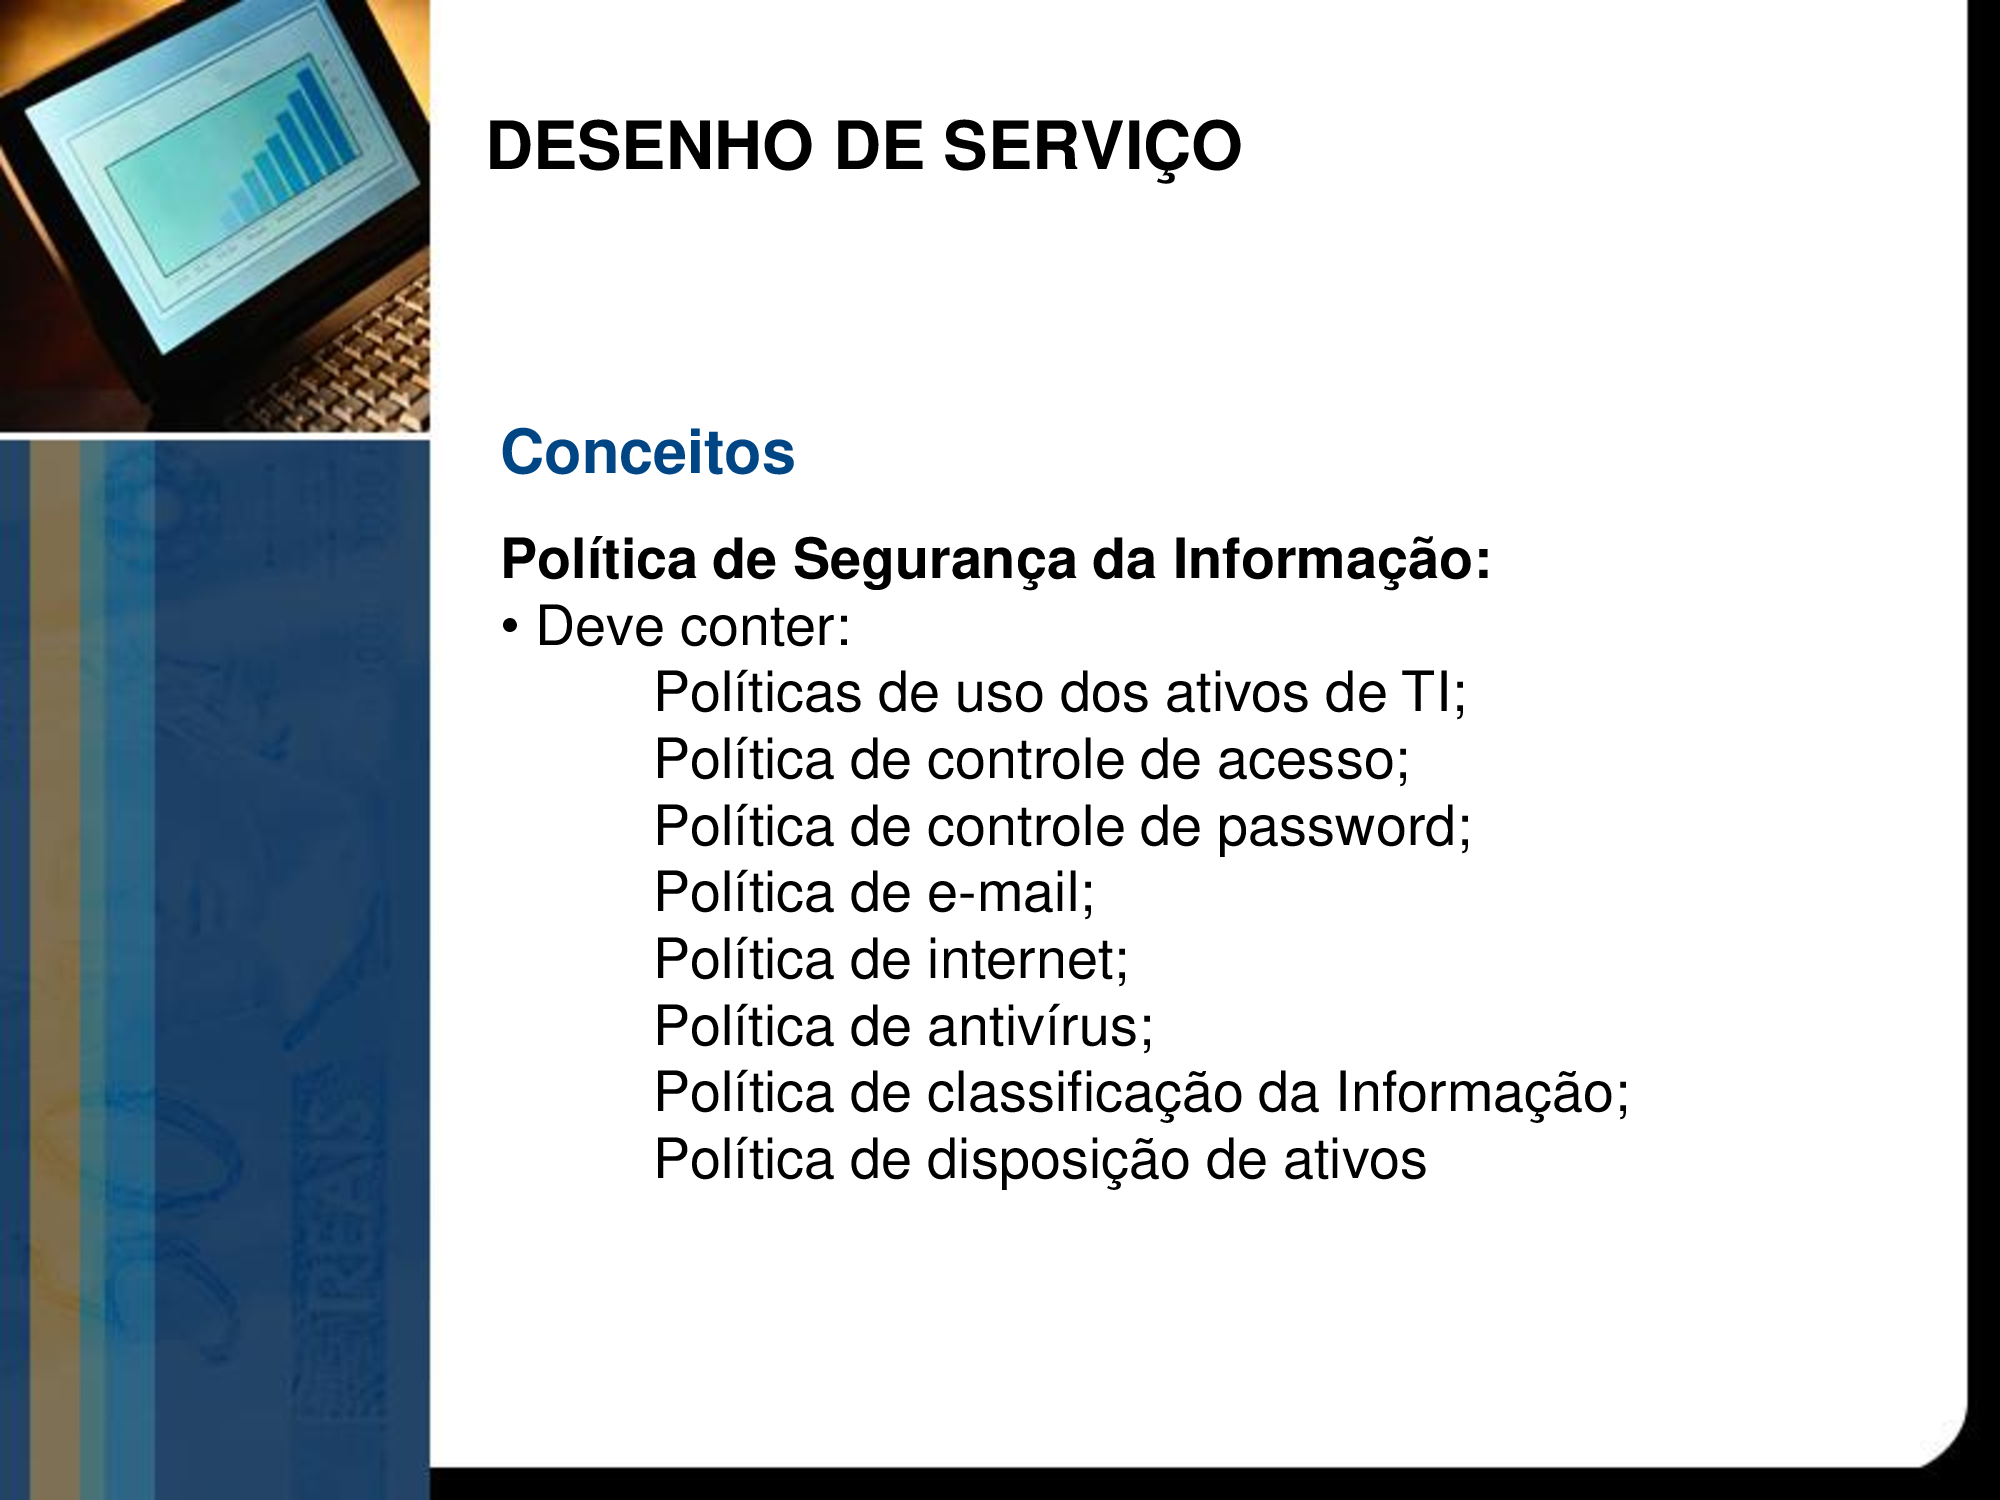 DESENHO DE SERVIÇO
Conceitos
Política de Segurança da Informação:
• Deve conter:
Políticas de uso dos ativos de TI;
Política de controle de acesso;
Política de controle de password;
Política de e-mail;
Política de internet;
Política de antivírus;
Política de classificação da Informação;
Política de disposição de ativos
REAIS